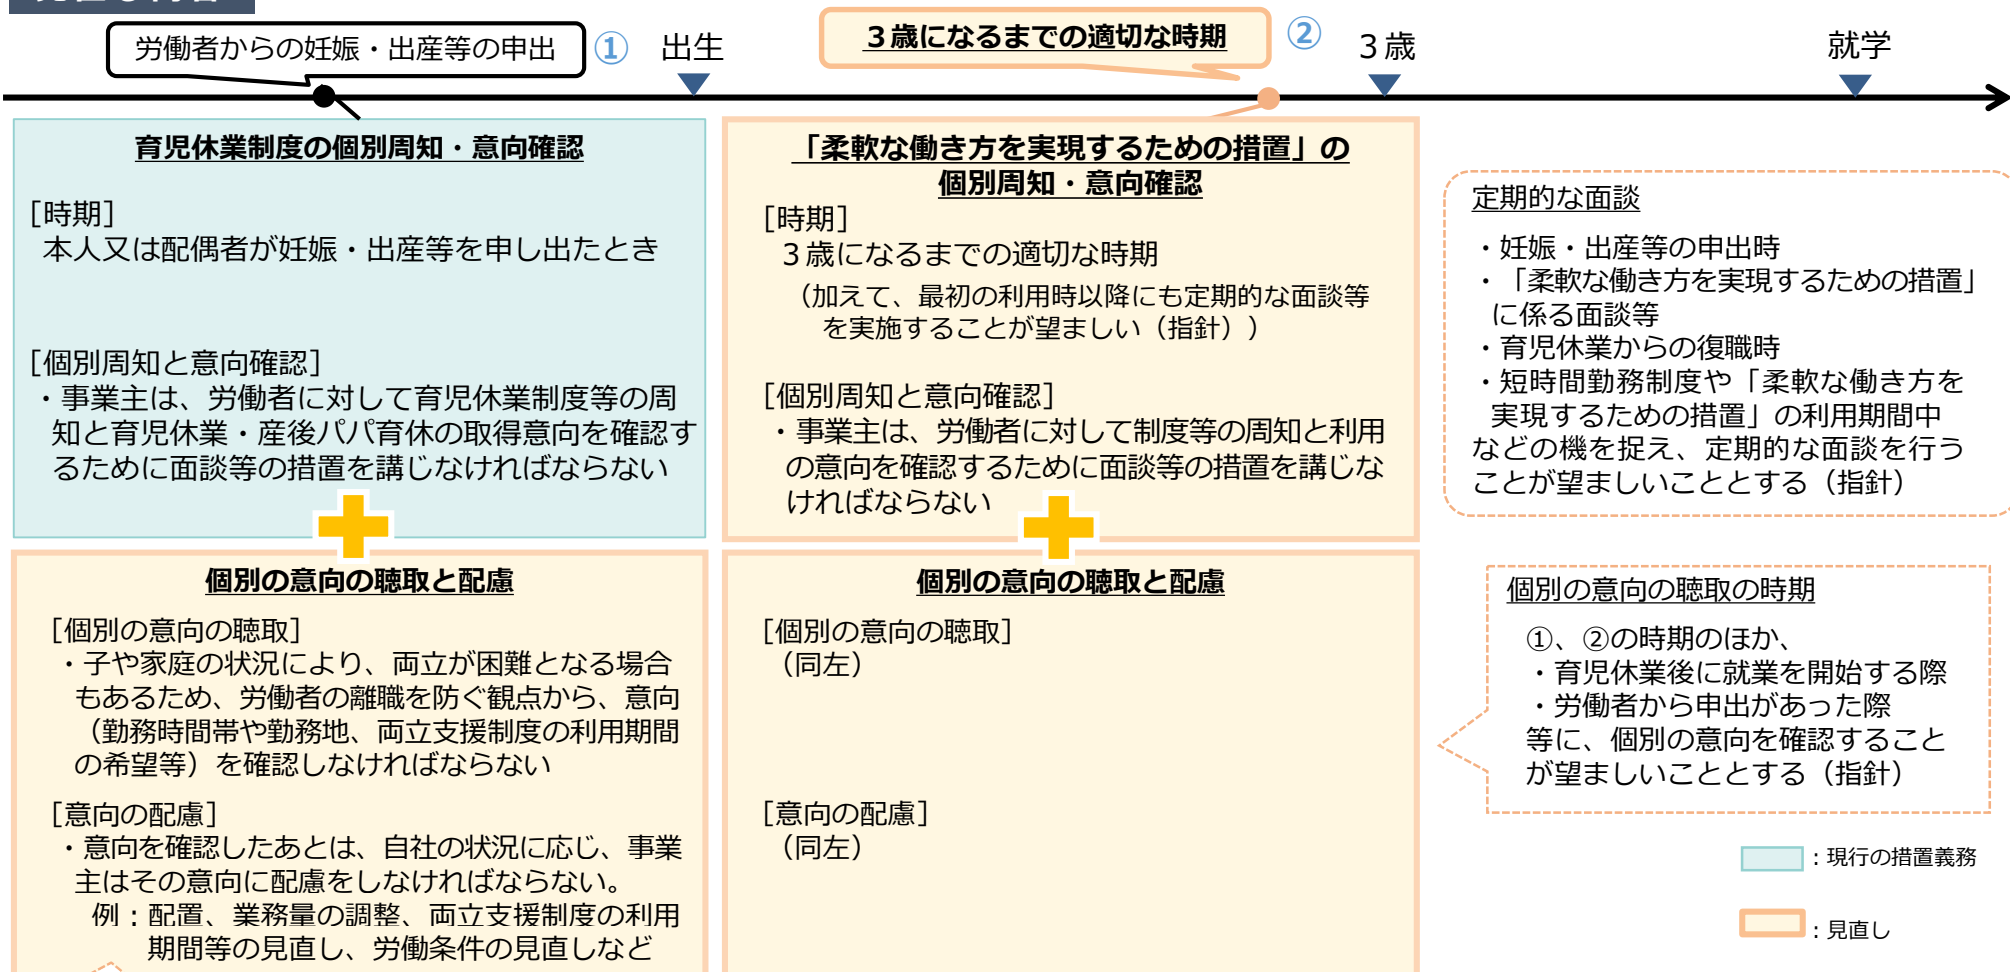 労働者からの妊娠・出産等の申出
①
出生
３歳になるまでの適切な時期
②
３歳
就学
育児休業制度の個別周知・意向確認
［時期］
本人又は配偶者が妊娠・出産等を申し出たとき
［個別周知と意向確認］
・事業主は、労働者に対して育児休業制度等の周
知と育児休業・産後パパ育休の取得意向を確認す
るために面談等の措置を講じなければならない
個別の意向の聴取と配慮
［個別の意向の聴取］
・子や家庭の状況により、両立が困難となる場合
もあるため、労働者の離職を防ぐ観点から、意向
（勤務時間帯や勤務地、両立支援制度の利用期間
の希望等）を確認しなければならない
［意向の配慮］
・意向を確認したあとは、自社の状況に応じ、事業
主はその意向に配慮をしなければならない。
例：配置、業務量の調整、両立支援制度の利用
期間等の見直し、労働条件の見直しなど
「柔軟な働き方を実現するための措置」の
個別周知・意向確認
［時期］
３歳になるまでの適切な時期
（加えて、最初の利用時以降にも定期的な面談等
を実施することが望ましい（指針））
［個別周知と意向確認］
・事業主は、労働者に対して制度等の周知と利用
の意向を確認するために面談等の措置を講じな
ければならない
個別の意向の聴取と配慮
［個別の意向の聴取］
（同左）
［意向の配慮］
（同左）
定期的な面談
・妊娠・出産等の申出時
・「柔軟な働き方を実現するための措置」
に係る面談等
・育児休業からの復職時
・短時間勤務制度や「柔軟な働き方を
実現するための措置」の利用期間中
などの機を捉え、定期的な面談を行う
ことが望ましいこととする（指針）
個別の意向の聴取の時期
①、②の時期のほか、
・育児休業後に就業を開始する際
・労働者から申出があった際
等に、個別の意向を確認すること
が望ましいこととする（指針）
：現行の措置義務
：見直し